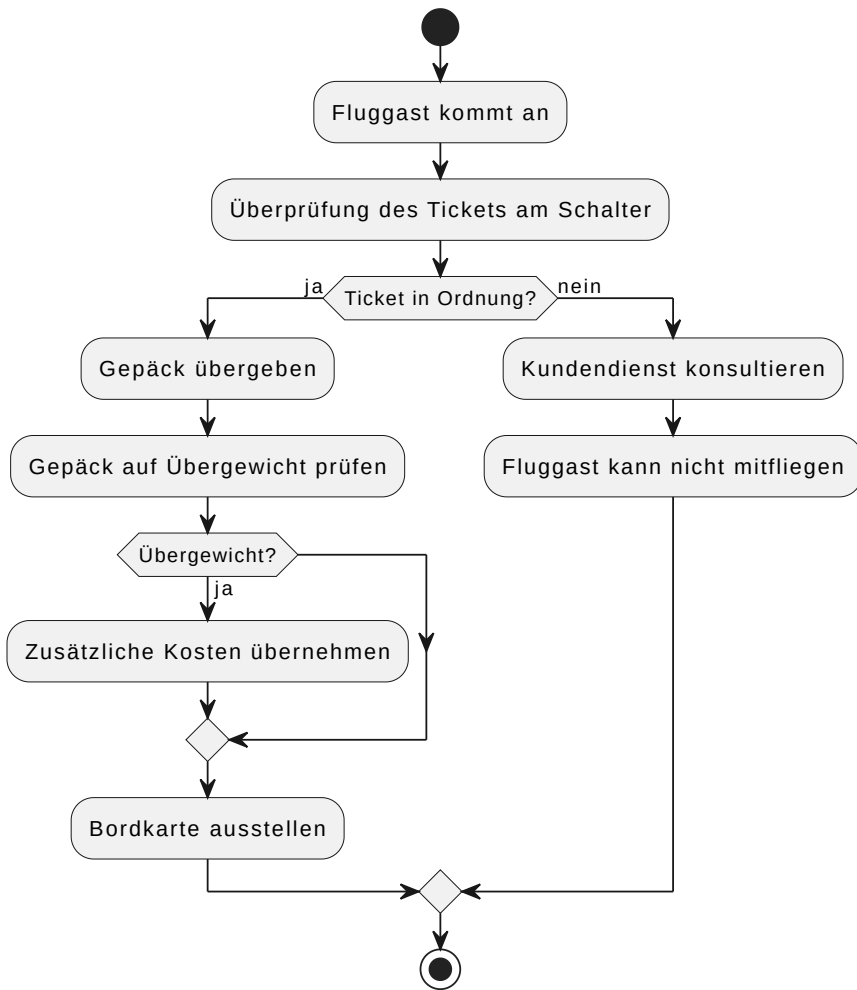 Fluggast kommt an
Überprüfung des Tickets am Schalter
ja
Ticket in Ordnung?
nein
Gepäck übergeben
Kundendienst konsultieren
Gepäck auf Übergewicht prüfen
Fluggast kann nicht mitfliegen
Übergewicht?
ja
Zusätzliche Kosten übernehmen
Bordkarte ausstellen